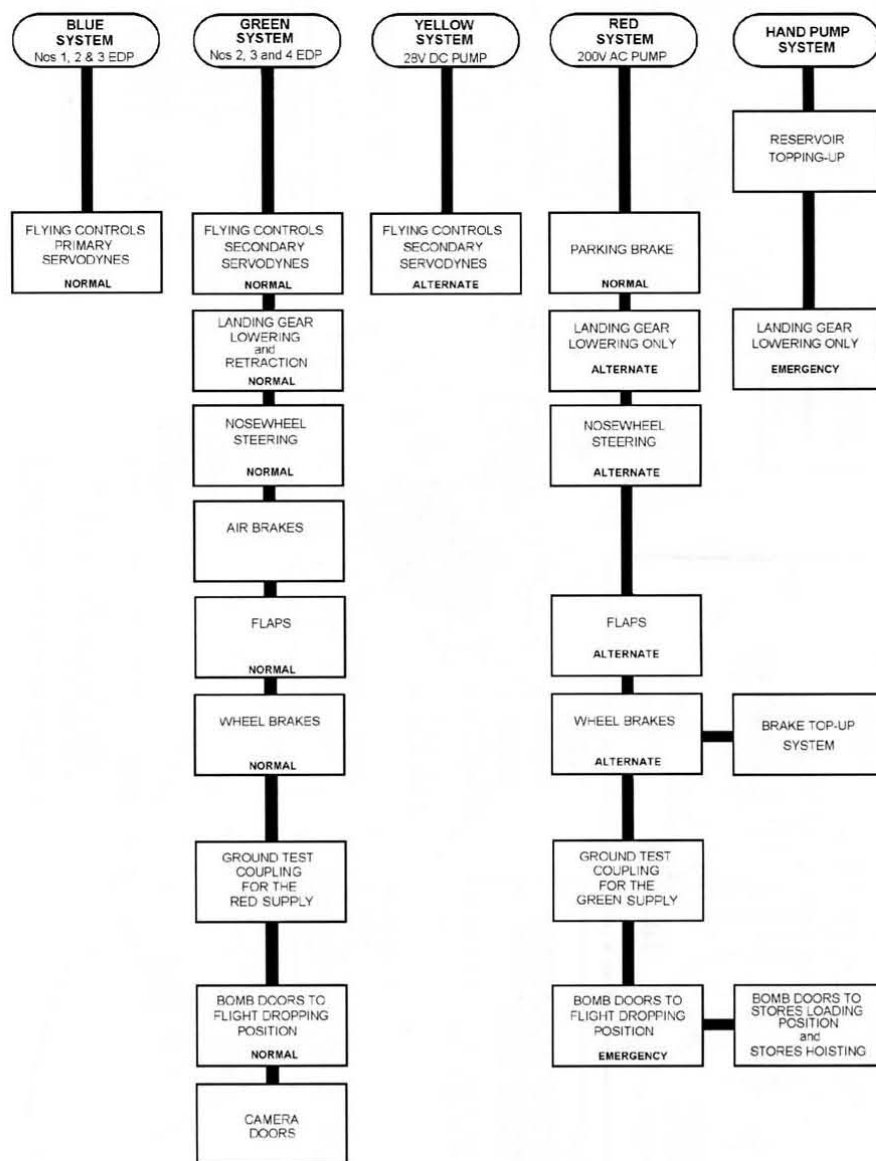 BLUE
SYSTEM
Nos 1, 2 & 3 EDP
FLYING CONTROLS
PRIMARY
SERVODYNES
NORMAL
GREEN
SYSTEM
Nos 2, 3 and 4 EDP
FLYING CONTROLS
SECONDARY
SERVODYNES
NORMAL
LANDING GEAR
LOWERING
and
RETRACTION
NORMAL
NOSEWHEEL
STEERING
NORMAL
AIR BRAKES
FLAPS
NORMAL
WHEEL BRAKES
NORMAL
GROUND TEST
COUPLING
FOR THE
RED SUPPLY
BOMB DOORS TO
FLIGHT DROPPING
POSITION
NORMAL
CAMERA
DOORS
YELLOW
SYSTEM
28V DC PUMP
FLYING CONTROLS
SECONDARY
SERVODYNES
ALTERNATE
RED
SYSTEM
200V AC PUMP
PARKING BRAKE
NORMAL
LANDING GEAR
LOWERING ONLY
ALTERNATE
NOSEWHEEL
STEERING
ALTERNATE
FLAPS
ALTERNATE
WHEEL BRAKES
ALTERNATE
BRAKE TOP-UP
SYSTEM
GROUND TEST
COUPLING
FOR THE
GREEN SUPPLY
BOMB DOORS TO
FLIGHT DROPPING
POSITION
EMERGENCY
BOMB DOORS TO
STORES LOADING
POSITION
and
STORES HOISTING
HAND PUMP
SYSTEM
RESERVOIR
TOPPING-UP
LANDING GEAR
LOWERING ONLY
EMERGENCY